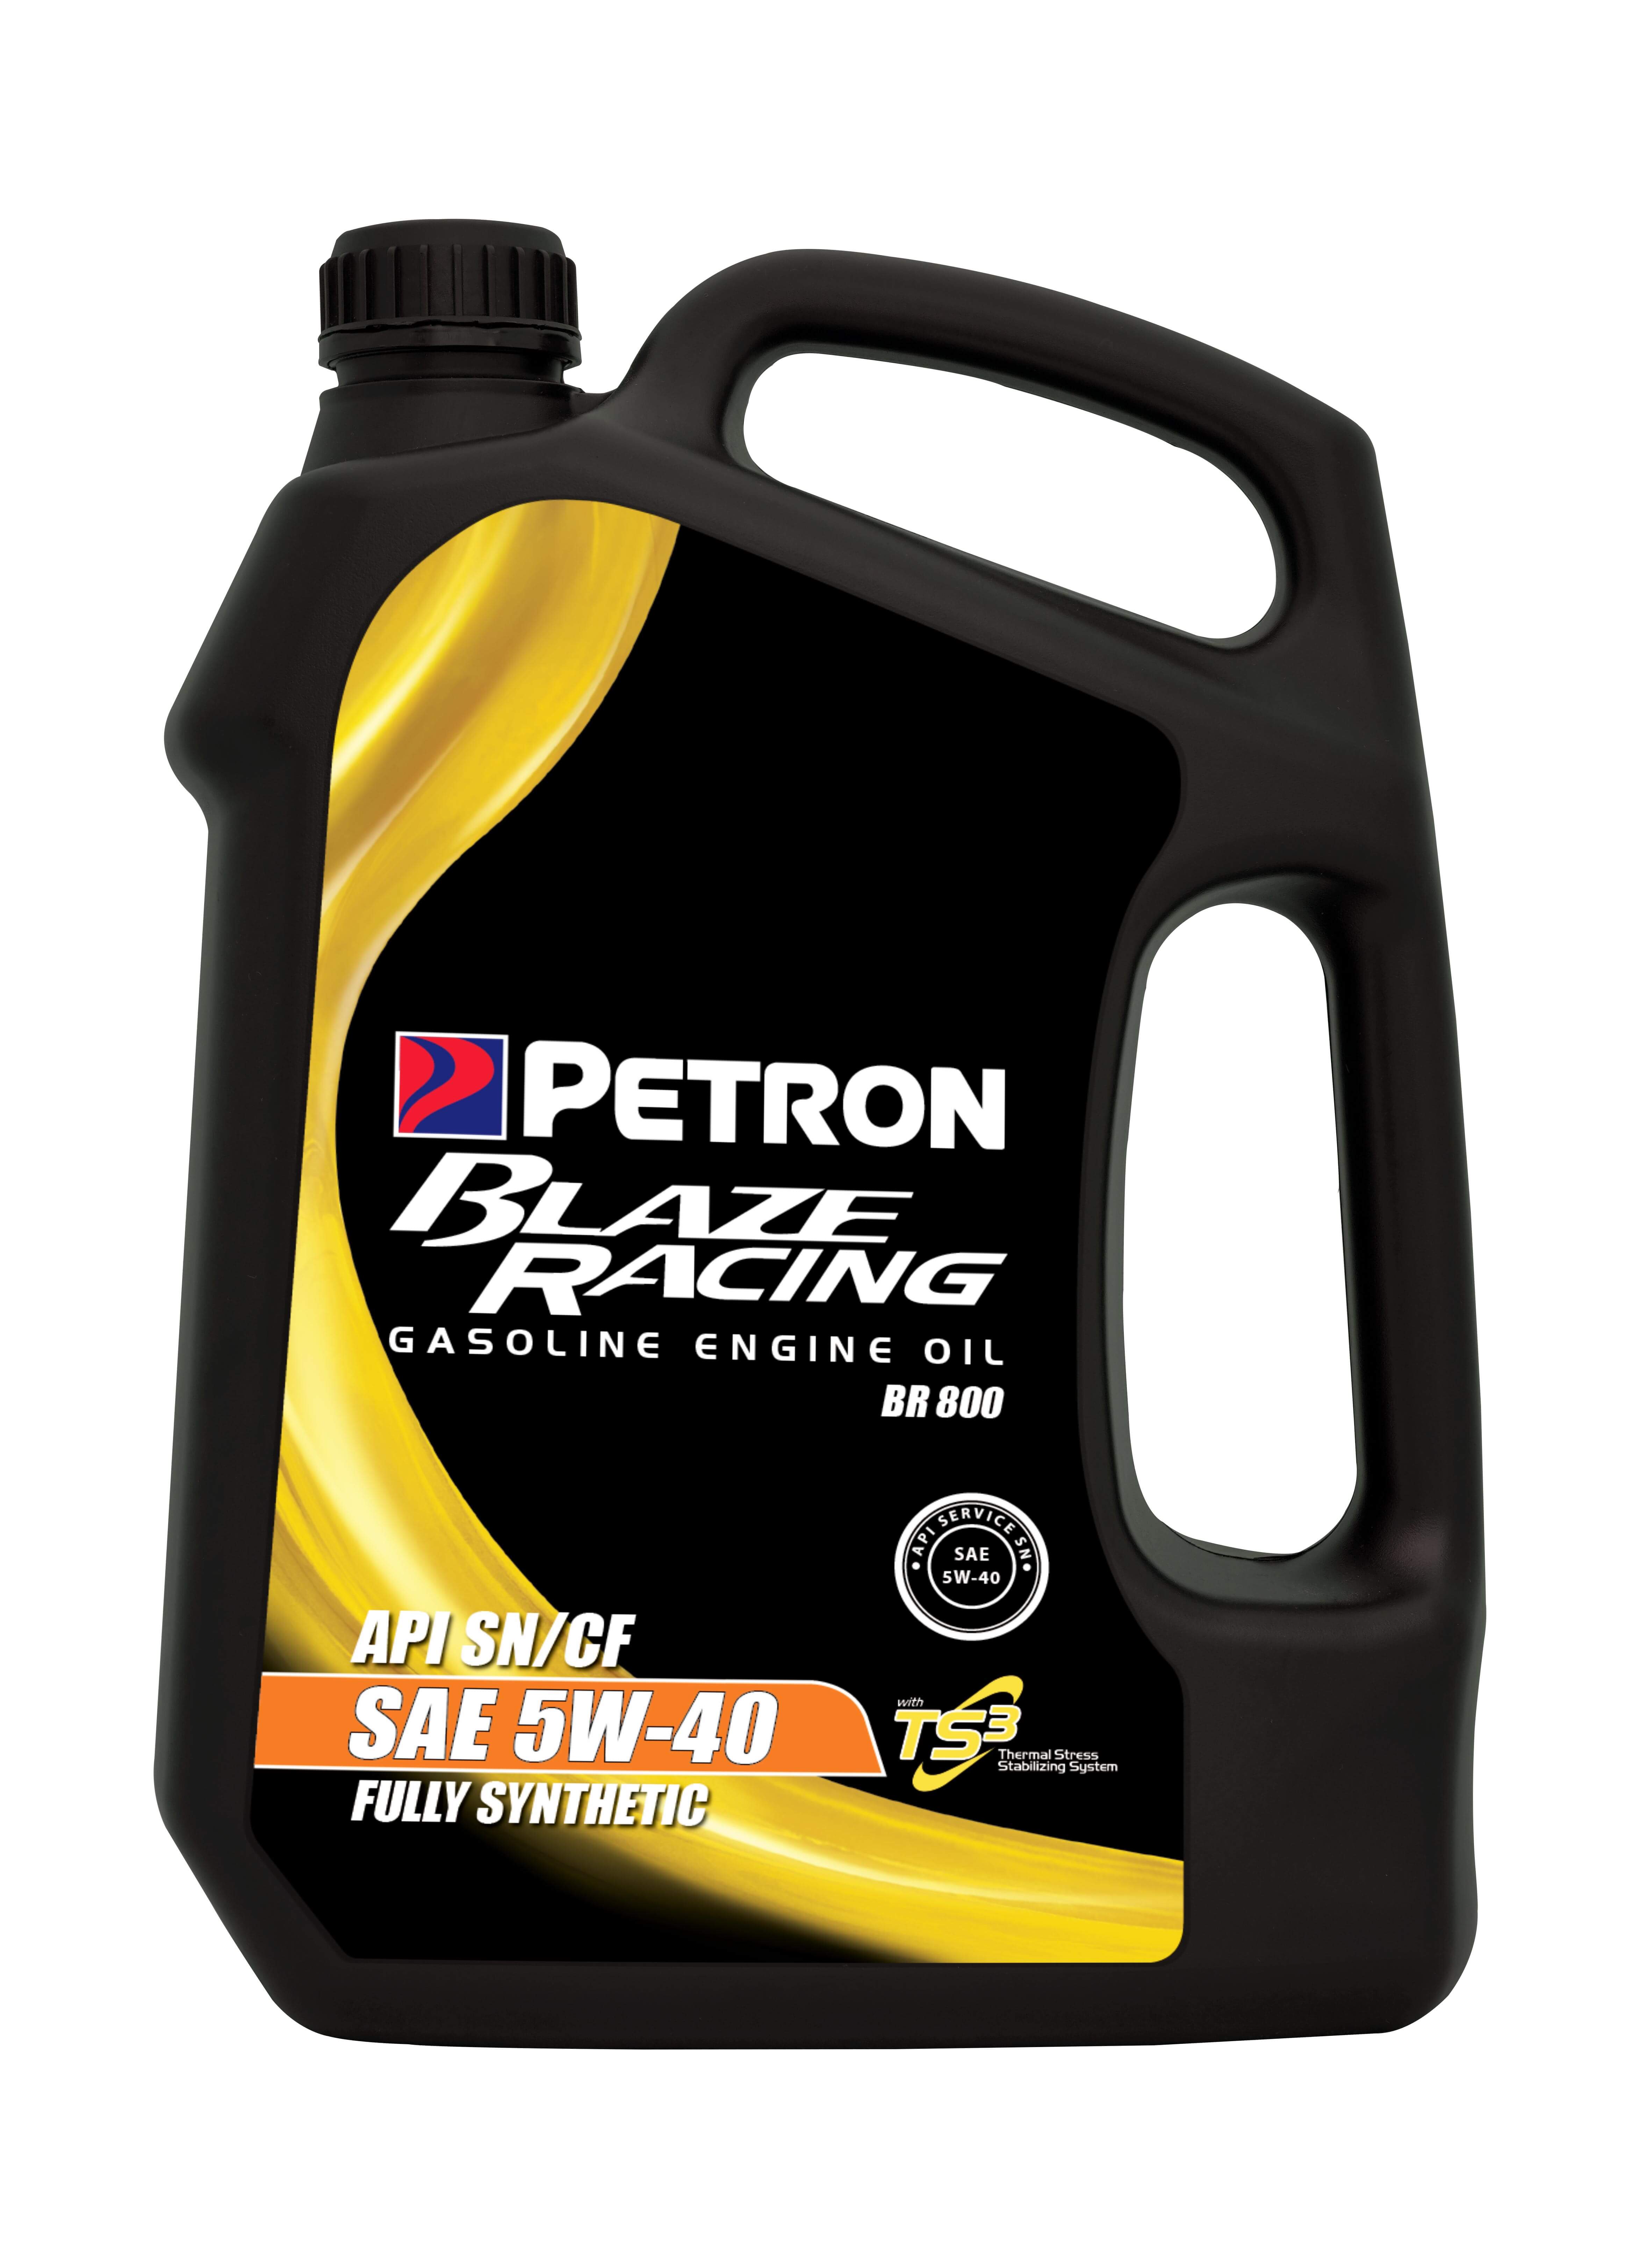 PETRON
BLAZE
RACING
GASOLINE ENGINE OIL
BR 800
API SERVICE SN
SAE
5W-40
API SN/CF
SAE 5W-40
FULLY SYNTHETIC
with
TS3
Thermal Stress
Stabilizing System